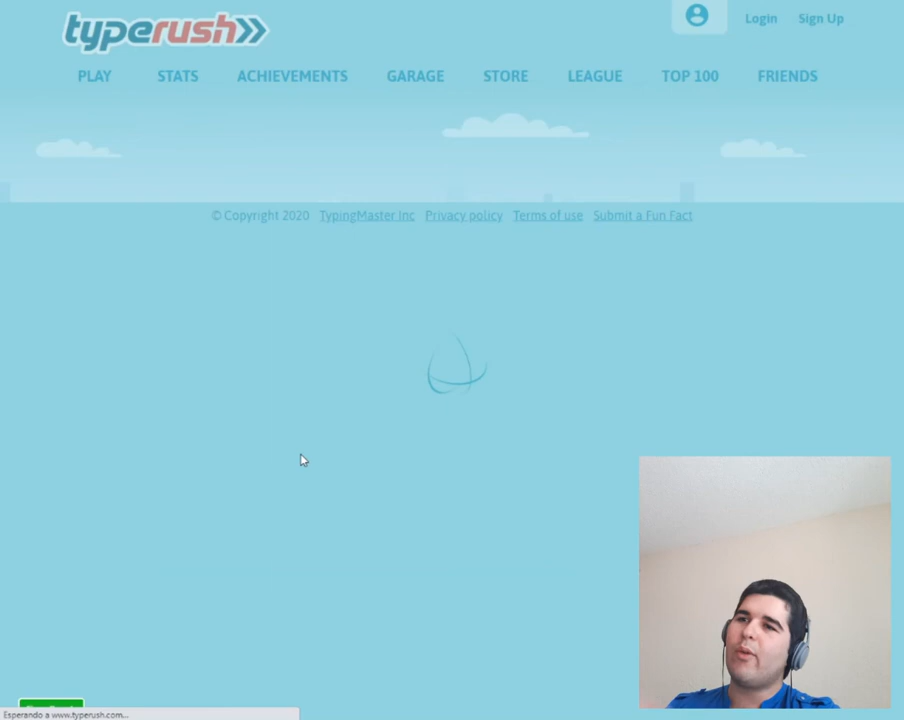 typerush
Login Sign Up
PLAY STATS ACHIEVEMENTS GARAGE STORE LEAGUE TOP 100 FRIENDS
© Copyright 2020 TypingMaster Inc Privacy policy Terms of use Submit a Fun Fact
Esperando a www.typerush.com...